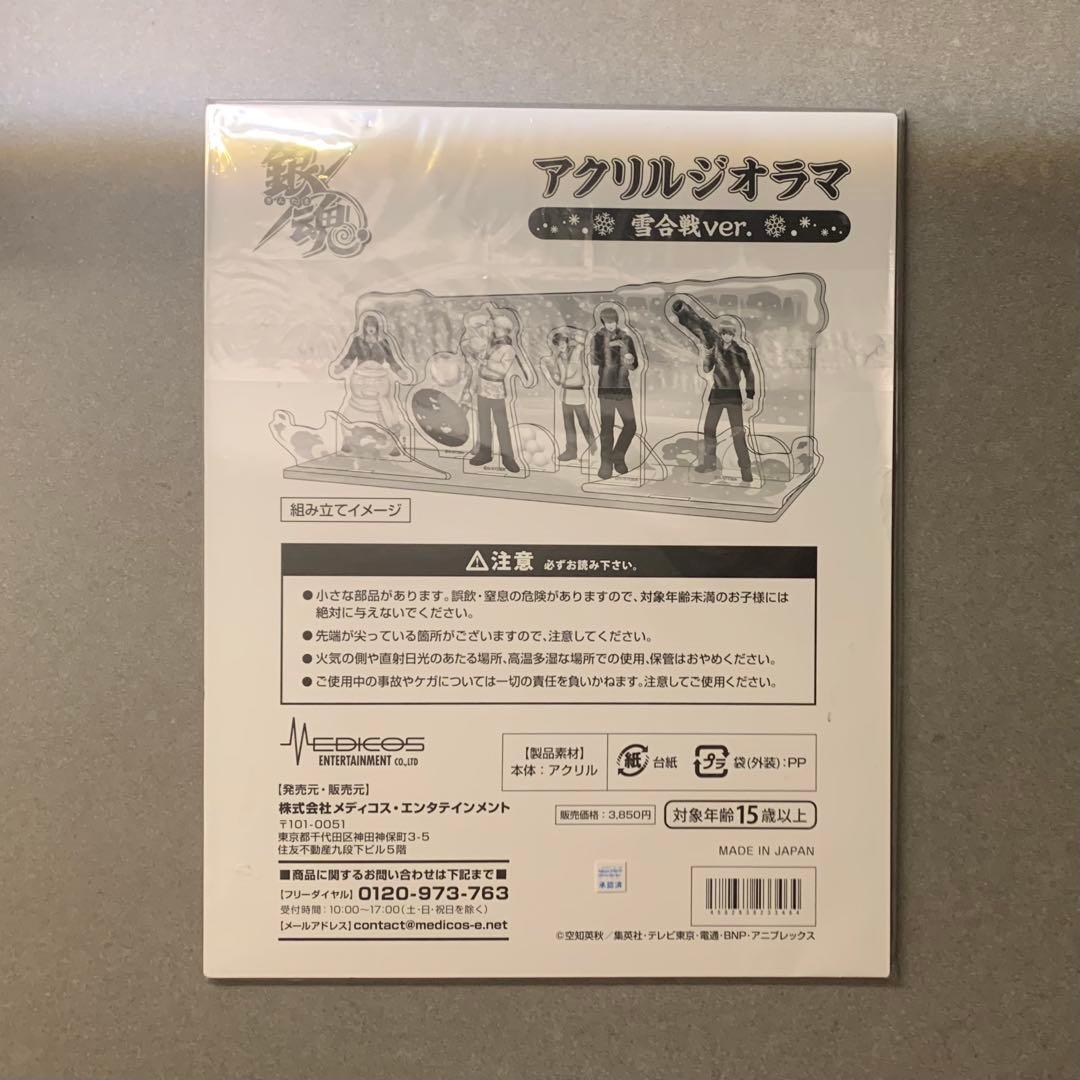 銀魂
アクリルジオラマ
雪合戦ver.
組み立てイメージ
注意 必ずお読み下さい。
●小さな部品があります。誤飲・窒息の危険がありますので、対象年齢未満のお子様には
絶対に与えないでください。
●先端が尖っている箇所がございますので、注意してください。
●火気の側や直射日光のあたる場所、高温多湿な場所での使用、保管はおやめください。
●ご使用中の事故やケガについては一切の責任を負いかねます。注意してご使用ください。
MEDICOS
ENTERTAINMENT CO.,LTD
【発売元・販売元】
株式会社メディコス・エンタテインメント
〒101-0051
東京都千代田区神田神保町3-5
住友不動産九段下ビル5階
■商品に関するお問い合わせは下記まで■
【フリーダイヤル】0120-973-763
受付時間：10:00〜17:00（土・日・祝日を除く）
【メールアドレス】contact@medicos-e.net
【製品素材】
本体：アクリル
紙 台紙
プラ 袋(外装)：PP
販売価格：3,850円
対象年齢15歳以上
MADE IN JAPAN
承認済
©空知英秋／集英社・テレビ東京・電通・BNP・アニプレックス